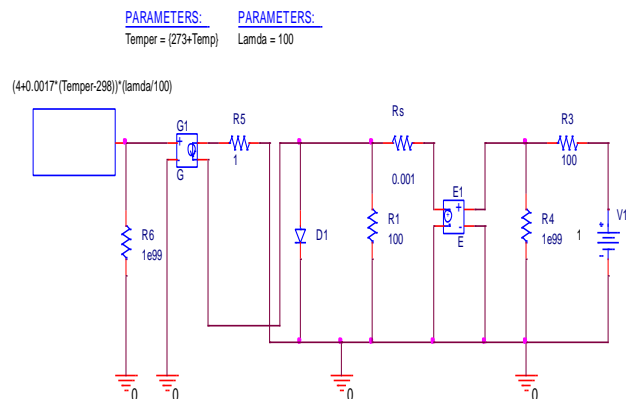 PARAMETERS: PARAMETERS:
Temper = {273+Temp} Lamda = 100
(4+0.0017*(Temper-298))*(lamda/100)
G1
+
-
G
R5
1
Rs
0.001
R3
100
R6
1e99
D1
R1
100
E1
+
-
+
-
E
R4
1e99
V1
1
+
-
0
0
0
0